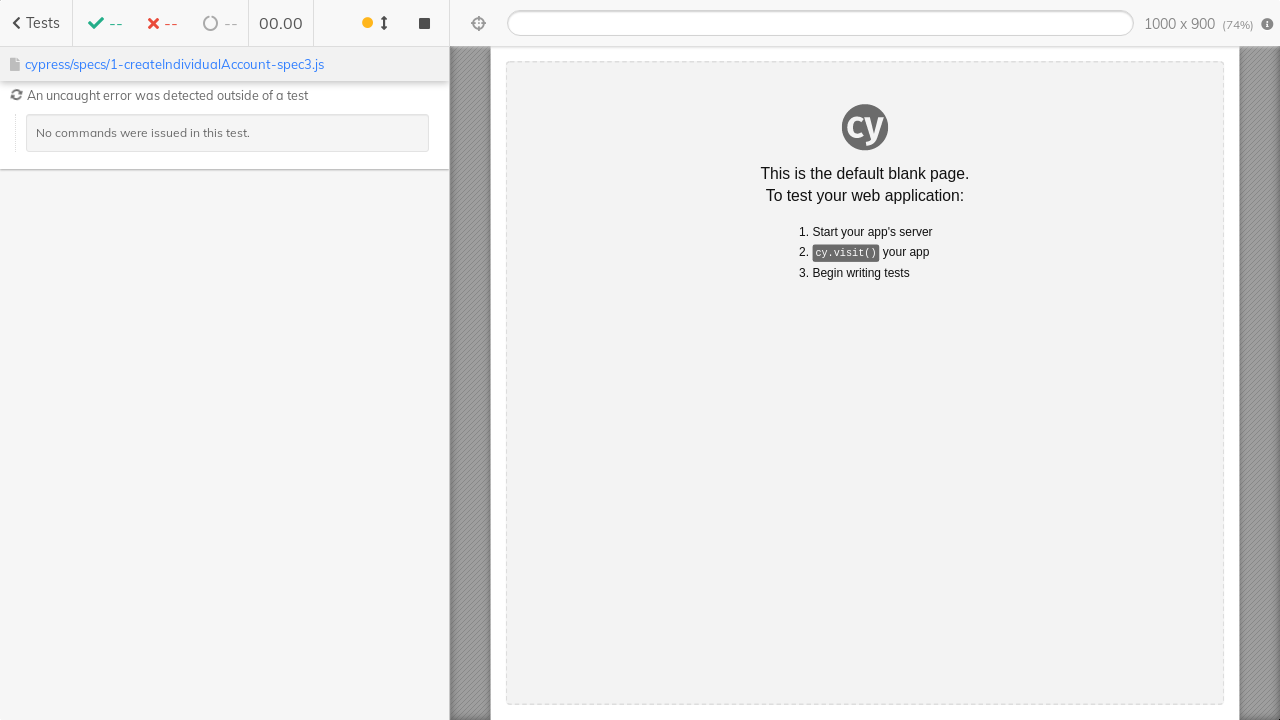 Tests
--
--
--
00.00
1000 x 900 (74%)
cypress/specs/1-createIndividualAccount-spec3.js
An uncaught error was detected outside of a test
No commands were issued in this test.
cy
This is the default blank page.
To test your web application:
1. Start your app's server
2. cy.visit() your app
3. Begin writing tests